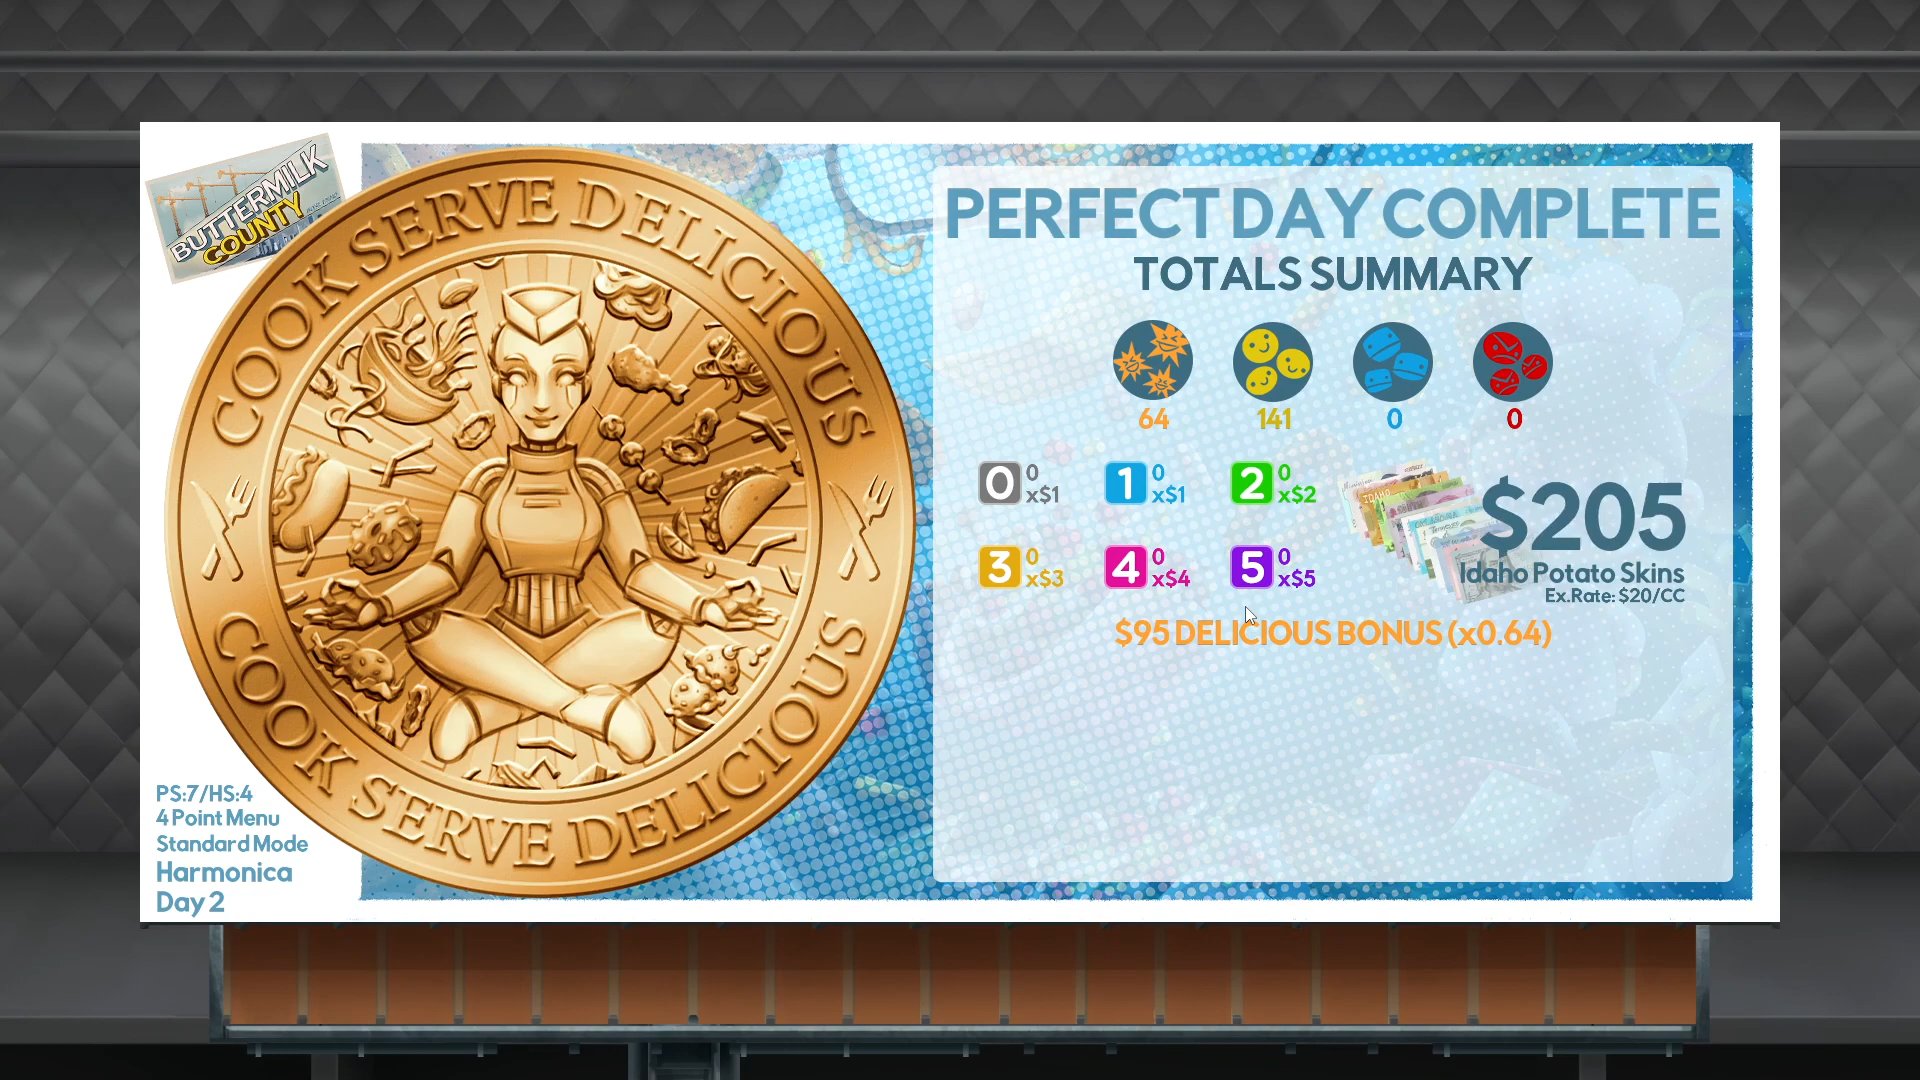 BUTTERMILK
COUNTY
COOK SERVE DELICIOUS
COOK SERVE DELICIOUS
PS:7/HS:4
4 Point Menu
Standard Mode
Harmonica
Day 2
PERFECT DAY COMPLETE
TOTALS SUMMARY
64 141 0 0
0 0 x$1
1 0 x$1
2 0 x$2
3 0 x$3
4 0 x$4
5 0 x$5
IDAHO
$205
Idaho Potato Skins
Ex.Rate: $20/CC
$95 DELICIOUS BONUS (x0.64)